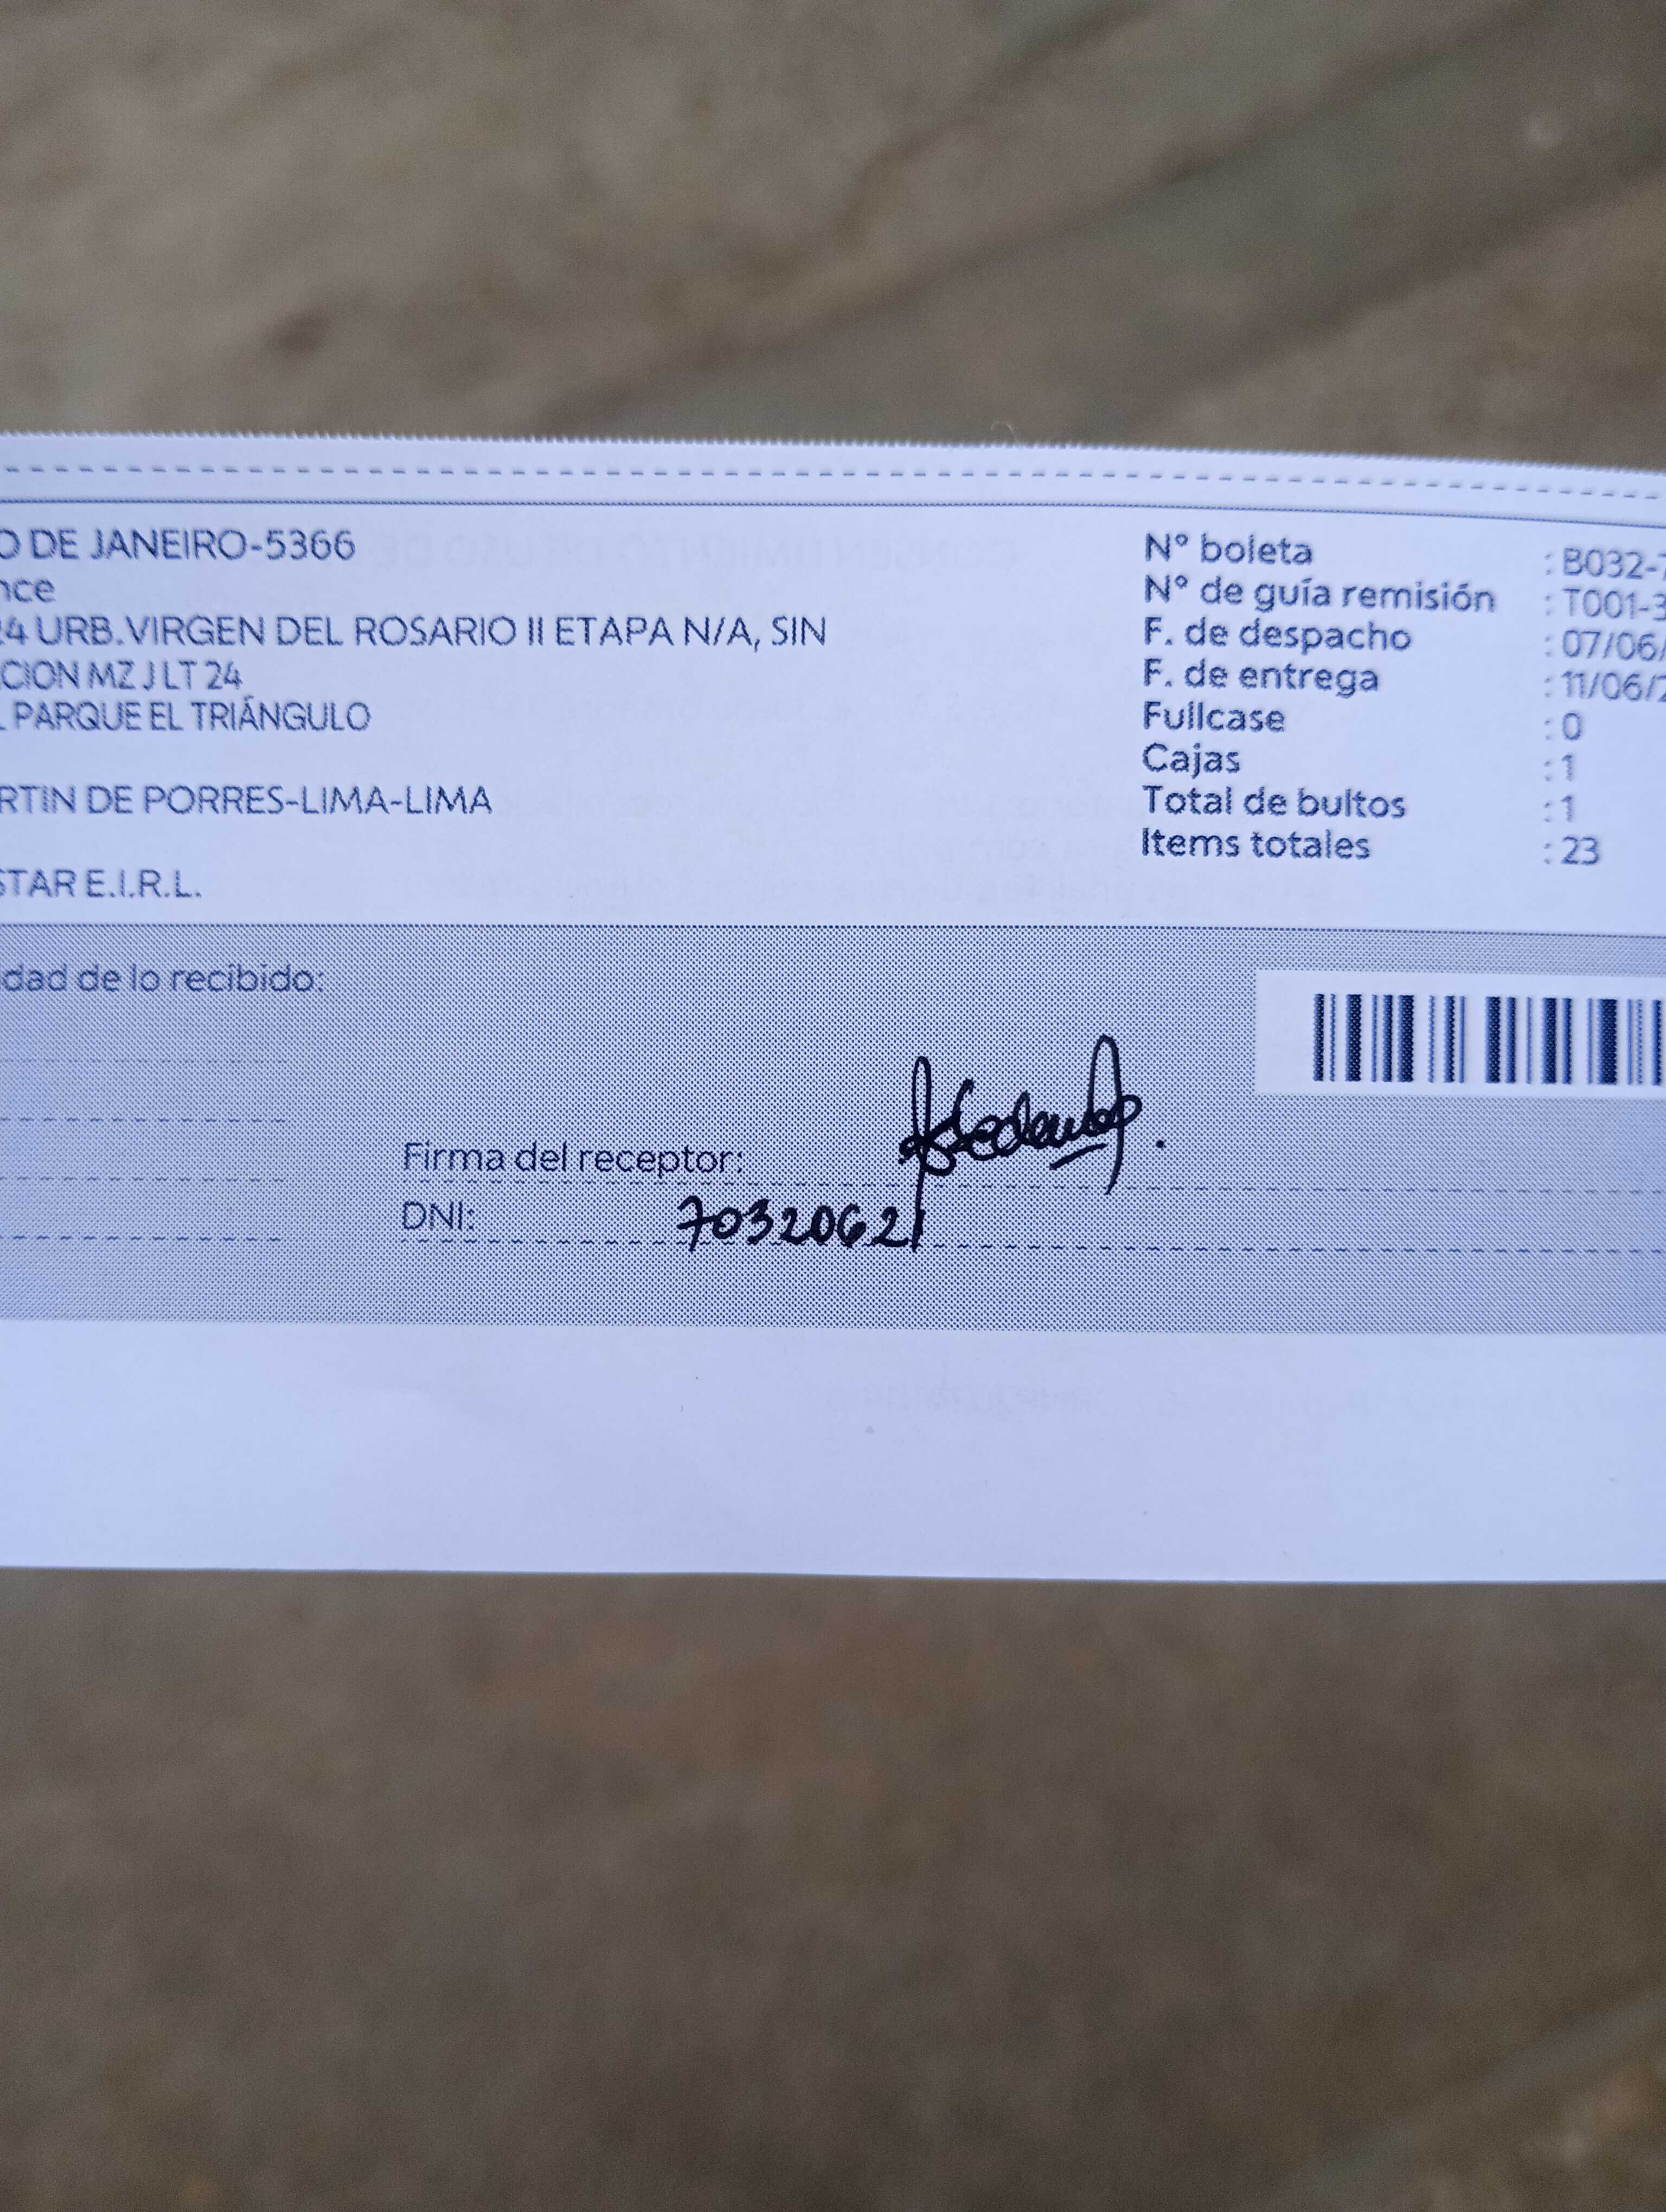 O DE JANEIRO-5366
nce
24 URB.VIRGEN DEL ROSARIO II ETAPA N/A, SIN
CION MZ J LT 24
L PARQUE EL TRIÁNGULO
RTIN DE PORRES-LIMA-LIMA
STAR E.I.R.L.
N° boleta : B032-7
N° de guía remisión : T001-3
F. de despacho : 07/06/
F. de entrega : 11/06/2
Fullcase : 0
Cajas : 1
Total de bultos : 1
Items totales : 23
dad de lo recibido:
Firma del receptor:
DNI: 70320621